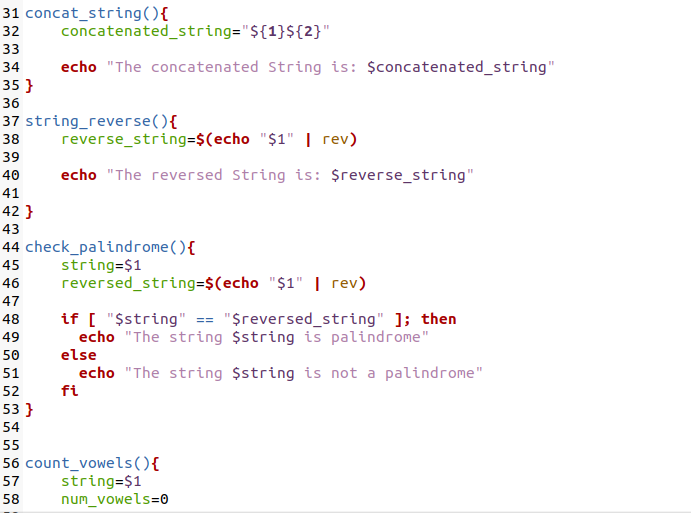 31 concat_string(){
32     concatenated_string="${1}${2}"
33
34     echo "The concatenated String is: $concatenated_string"
35 }
36
37 string_reverse(){
38     reverse_string=$(echo "$1" | rev)
39
40     echo "The reversed String is: $reverse_string"
41
42 }
43
44 check_palindrome(){
45     string=$1
46     reversed_string=$(echo "$1" | rev)
47
48     if [ "$string" == "$reversed_string" ]; then
49       echo "The string $string is palindrome"
50     else
51       echo "The string $string is not a palindrome"
52     fi
53 }
54
55
56 count_vowels(){
57     string=$1
58     num_vowels=0